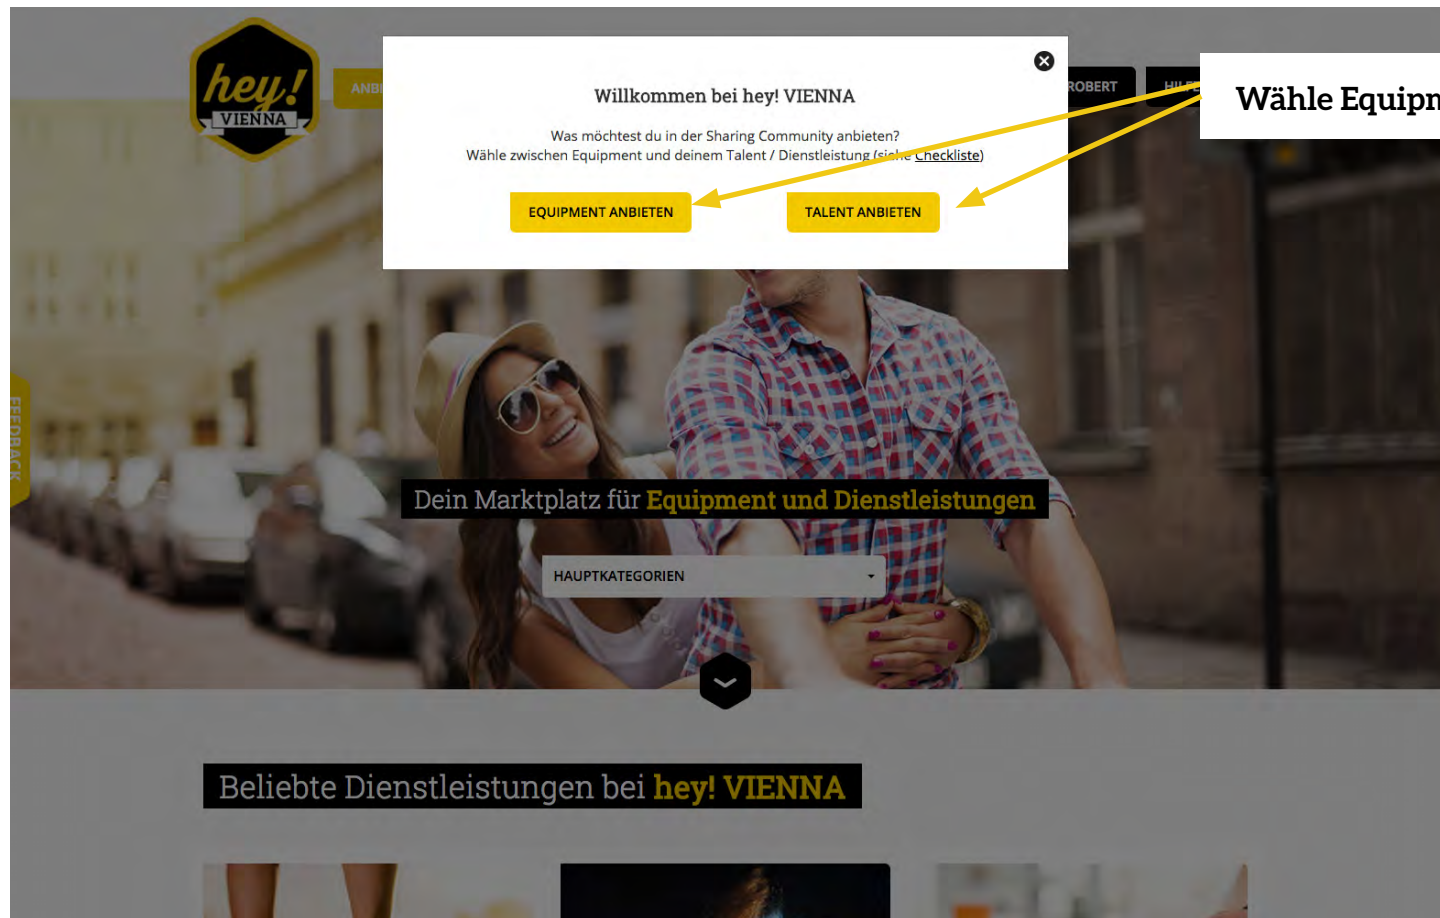 hey!
VIENNA
ROBERT
Wähle Equipm
Willkommen bei hey! VIENNA
Was möchtest du in der Sharing Community anbieten?
Wähle zwischen Equipment und deinem Talent / Dienstleistung (siehe Checkliste)
EQUIPMENT ANBIETEN
TALENT ANBIETEN
FEEDBACK
Dein Marktplatz für Equipment und Dienstleistungen
HAUPTKATEGORIEN
Beliebte Dienstleistungen bei hey! VIENNA